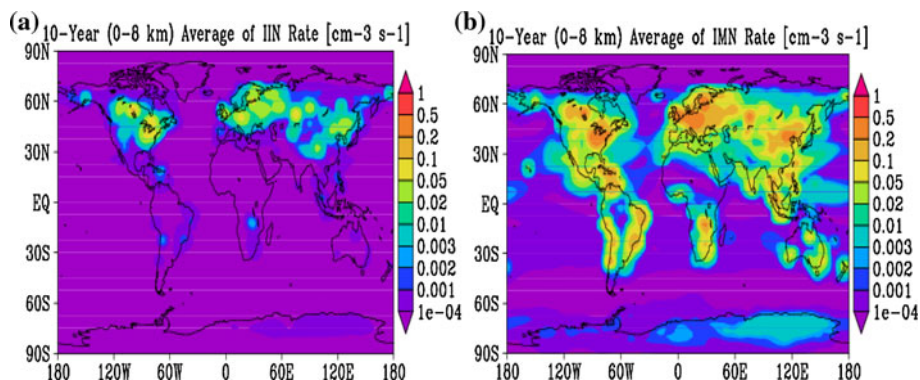 (a)
10-Year (0-8 km) Average of IIN Rate [cm-3 s-1]
90N
60N
30N
EQ
30S
60S
90S
180 120W 60W 0 60E 120E 180
1
0.5
0.2
0.1
0.05
0.02
0.01
0.003
0.002
0.001
1e-04
(b)
10-Year (0-8 km) Average of IMN Rate [cm-3 s-1]
90N
60N
30N
EQ
30S
60S
90S
180 120W 60W 0 60E 120E 180
1
0.5
0.2
0.1
0.05
0.02
0.01
0.003
0.002
0.001
1e-04